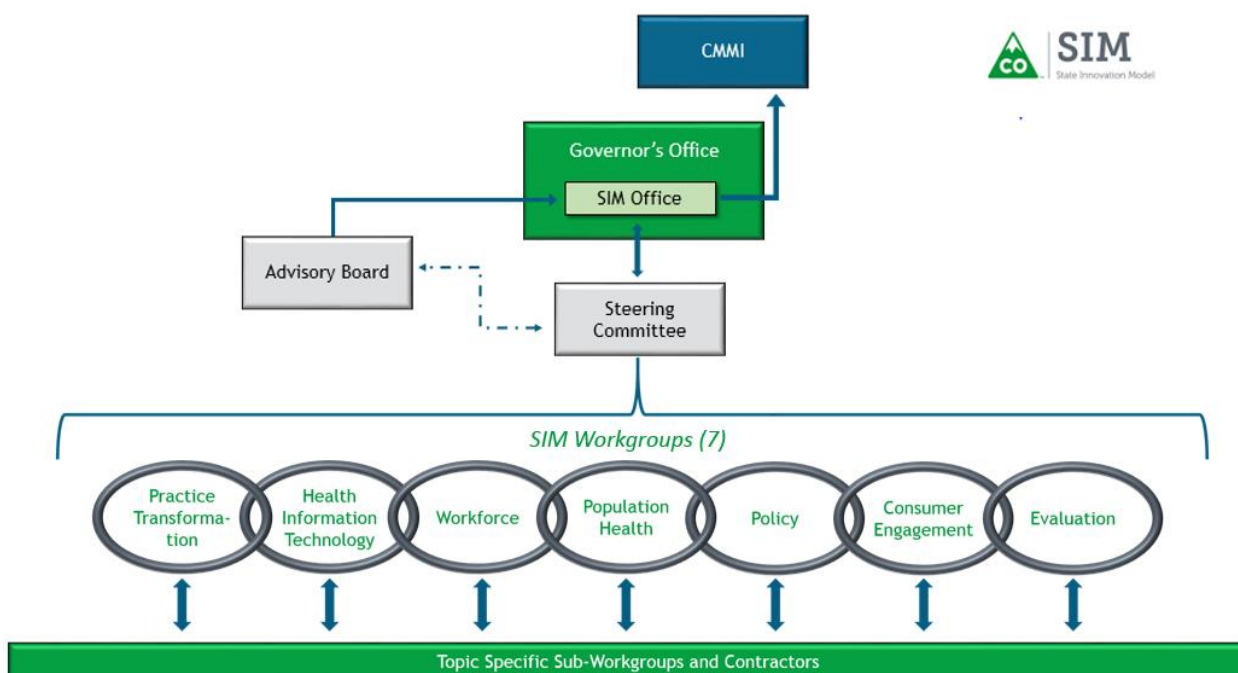 CMMI
CO
SIM
State Innovation Model
Governor's Office
SIM Office
Advisory Board
Steering
Committee
SIM Workgroups (7)
Practice
Transforma-
tion
Health
Information
Technology
Workforce
Population
Health
Policy
Consumer
Engagement
Evaluation
Topic Specific Sub-Workgroups and Contractors